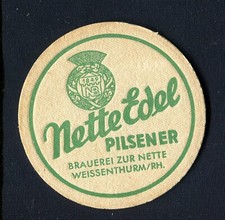 Nette Edel
PILSENER
BRAUEREI ZUR NETTE
WEISSENTHURM/RH.